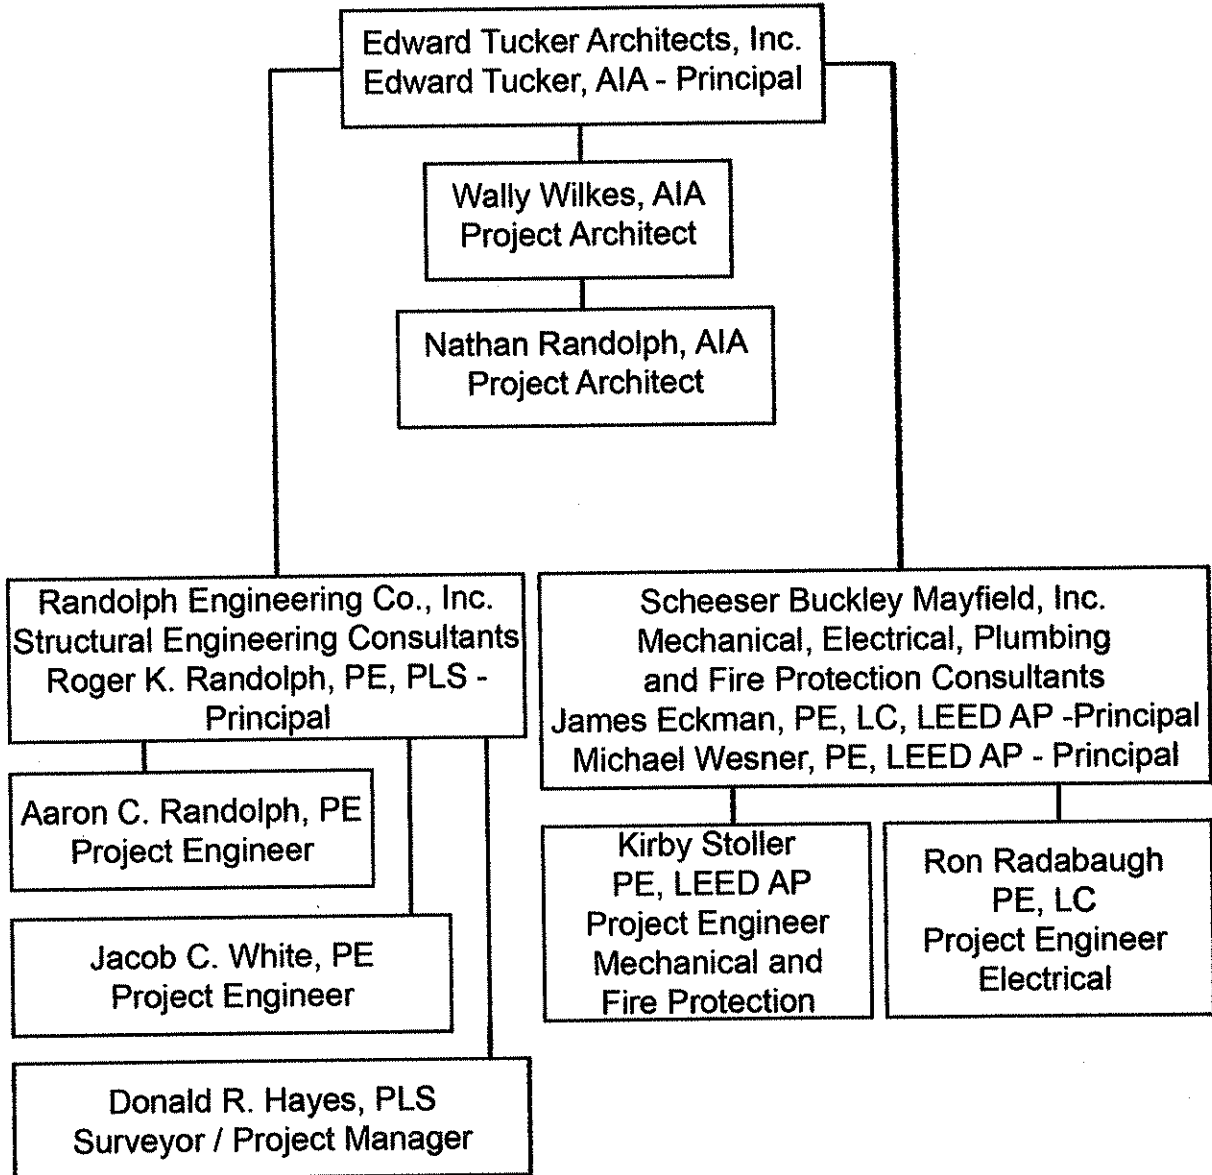 Edward Tucker Architects, Inc.
Edward Tucker, AIA - Principal
Wally Wilkes, AIA
Project Architect
Nathan Randolph, AIA
Project Architect
Randolph Engineering Co., Inc.
Structural Engineering Consultants
Roger K. Randolph, PE, PLS -
Principal
Aaron C. Randolph, PE
Project Engineer
Jacob C. White, PE
Project Engineer
Donald R. Hayes, PLS
Surveyor / Project Manager
Scheeser Buckley Mayfield, Inc.
Mechanical, Electrical, Plumbing
and Fire Protection Consultants
James Eckman, PE, LC, LEED AP -Principal
Michael Wesner, PE, LEED AP - Principal
Kirby Stoller
PE, LEED AP
Project Engineer
Mechanical and
Fire Protection
Ron Radabaugh
PE, LC
Project Engineer
Electrical